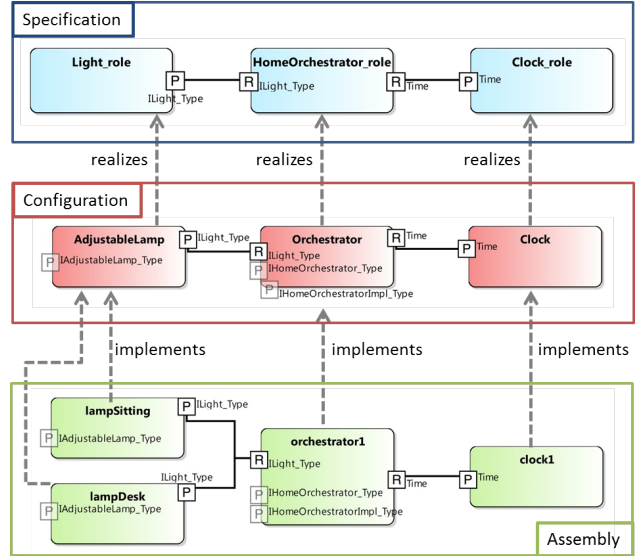 Specification
Light_role
HomeOrchestrator_role
Clock_role
P
R
R
P
ILight_Type
ILight_Type
Time
Time
realizes
realizes
realizes
Configuration
AdjustableLamp
Orchestrator
Clock
P
ILight_Type
R
Time
P
Time
P
IAdjustableLamp_Type
R
ILight_Type
P
IHomeOrchestrator_Type
P
IHomeOrchestratorImpl_Type
implements
implements
implements
lampSitting
P
ILight_Type
P
IAdjustableLamp_Type
orchestrator1
R
ILight_Type
clock1
lampDesk
ILight_Type
P
P
IAdjustableLamp_Type
R
Time
P
Time
P
IHomeOrchestrator_Type
P
IHomeOrchestratorImpl_Type
Assembly